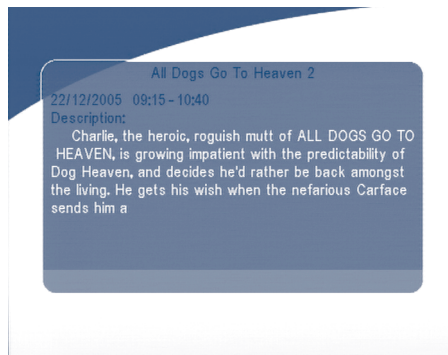 All Dogs Go To Heaven 2
22/12/2005 09:15-10:40
Description:
Charlie, the heroic, roguish mutt of ALL DOGS GO TO
HEAVEN, is growing impatient with the predictability of
Dog Heaven, and decides he'd rather be back amongst
the living. He gets his wish when the nefarious Carface
sends him a